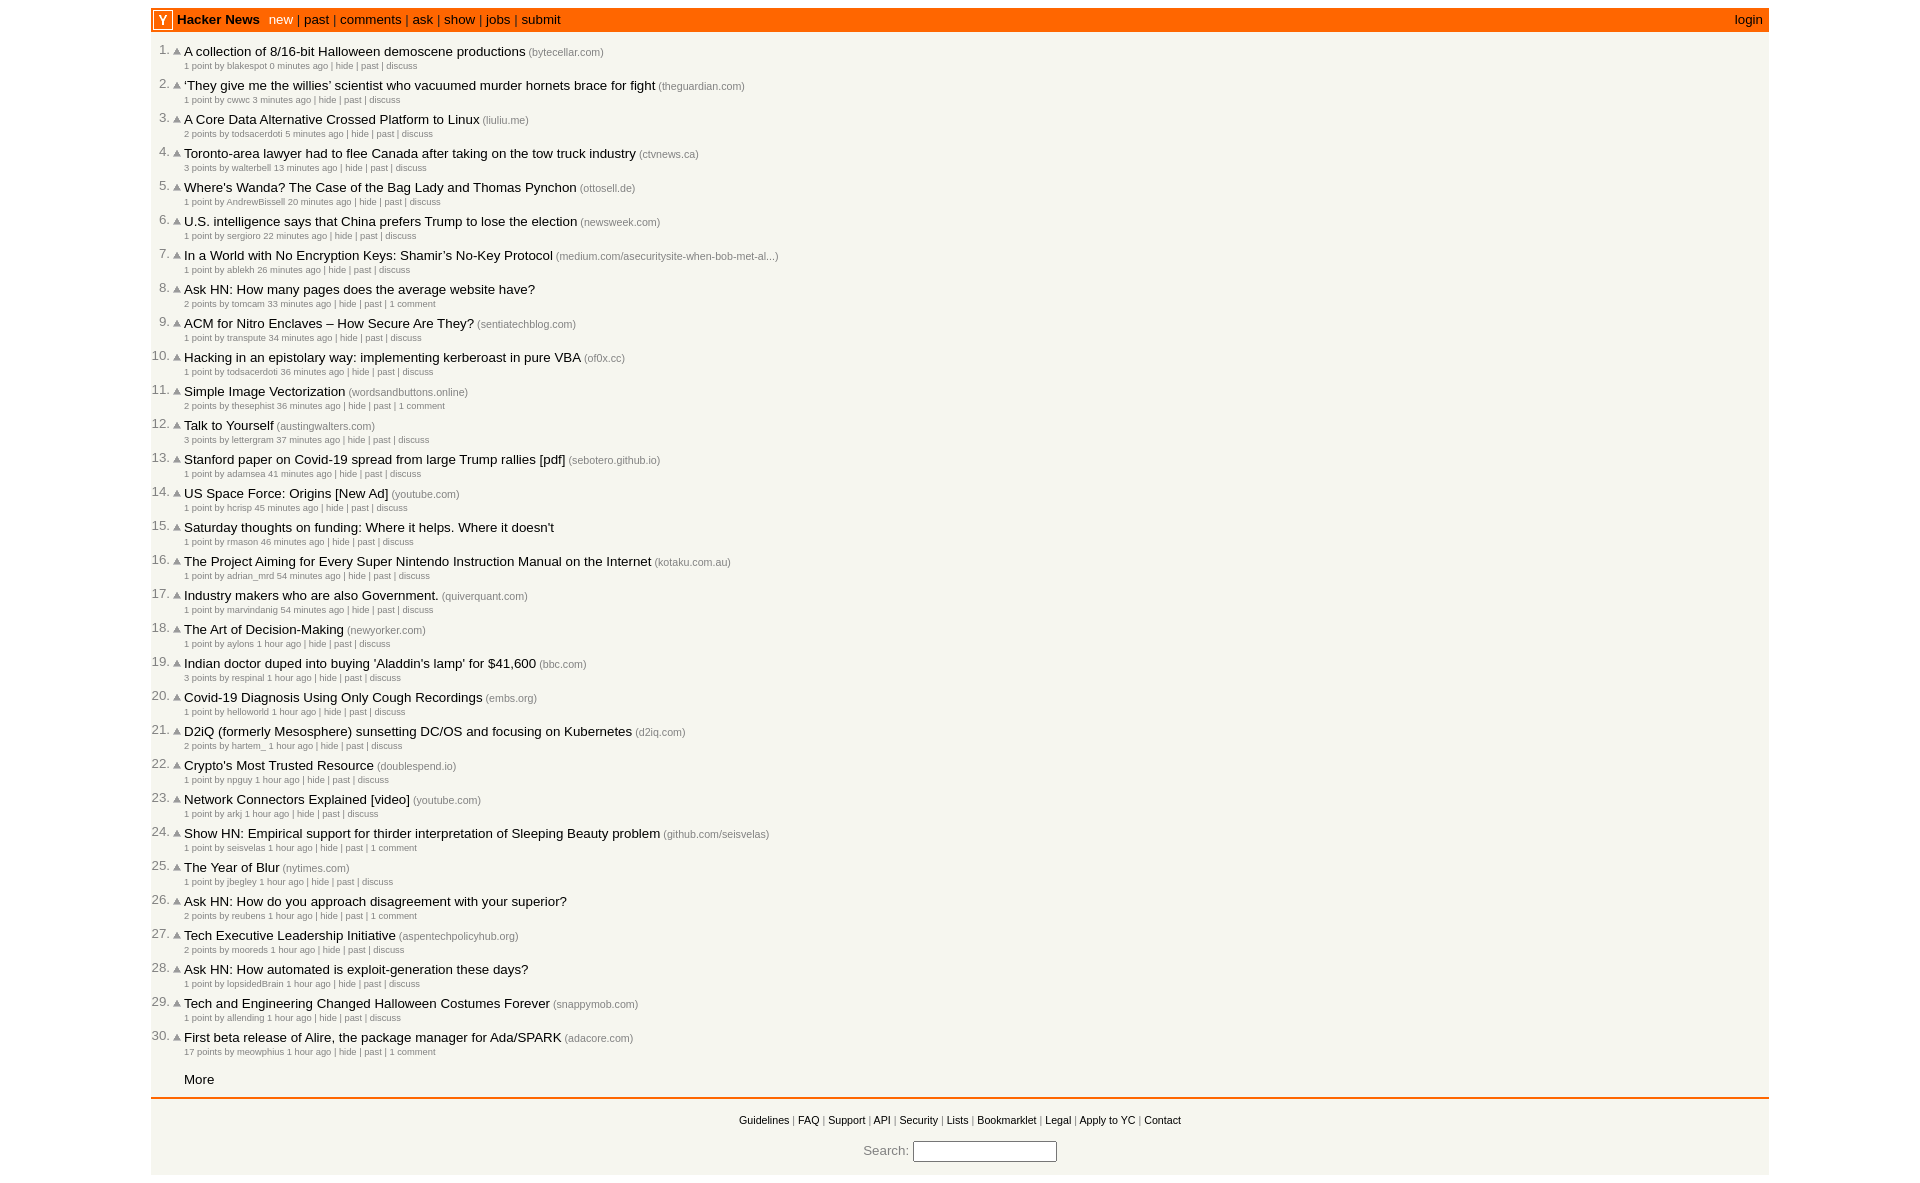 Y Hacker News new | past | comments | ask | show | jobs | submit login
1. A collection of 8/16-bit Halloween demoscene productions (bytecellar.com)
1 point by blakespot 0 minutes ago | hide | past | discuss
2. ‘They give me the willies’ scientist who vacuumed murder hornets brace for fight (theguardian.com)
1 point by cwwc 3 minutes ago | hide | past | discuss
3. A Core Data Alternative Crossed Platform to Linux (liuliu.me)
2 points by todsacerdoti 5 minutes ago | hide | past | discuss
4. Toronto-area lawyer had to flee Canada after taking on the tow truck industry (ctvnews.ca)
3 points by walterbell 13 minutes ago | hide | past | discuss
5. Where's Wanda? The Case of the Bag Lady and Thomas Pynchon (ottosell.de)
1 point by AndrewBissell 20 minutes ago | hide | past | discuss
6. U.S. intelligence says that China prefers Trump to lose the election (newsweek.com)
1 point by sergioro 22 minutes ago | hide | past | discuss
7. In a World with No Encryption Keys: Shamir’s No-Key Protocol (medium.com/asecuritysite-when-bob-met-al...)
1 point by ablekh 26 minutes ago | hide | past | discuss
8. Ask HN: How many pages does the average website have?
2 points by tomcam 33 minutes ago | hide | past | 1 comment
9. ACM for Nitro Enclaves – How Secure Are They? (sentiatechblog.com)
1 point by transpute 34 minutes ago | hide | past | discuss
10. Hacking in an epistolary way: implementing kerberoast in pure VBA (of0x.cc)
1 point by todsacerdoti 36 minutes ago | hide | past | discuss
11. Simple Image Vectorization (wordsandbuttons.online)
2 points by thesephist 36 minutes ago | hide | past | 1 comment
12. Talk to Yourself (austingwalters.com)
3 points by lettergram 37 minutes ago | hide | past | discuss
13. Stanford paper on Covid-19 spread from large Trump rallies [pdf] (sebotero.github.io)
1 point by adamsea 41 minutes ago | hide | past | discuss
14. US Space Force: Origins [New Ad] (youtube.com)
1 point by hcrisp 45 minutes ago | hide | past | discuss
15. Saturday thoughts on funding: Where it helps. Where it doesn't
1 point by rmason 46 minutes ago | hide | past | discuss
16. The Project Aiming for Every Super Nintendo Instruction Manual on the Internet (kotaku.com.au)
1 point by adrian_mrd 54 minutes ago | hide | past | discuss
17. Industry makers who are also Government. (quiverquant.com)
1 point by marvindanig 54 minutes ago | hide | past | discuss
18. The Art of Decision-Making (newyorker.com)
1 point by aylons 1 hour ago | hide | past | discuss
19. Indian doctor duped into buying 'Aladdin's lamp' for $41,600 (bbc.com)
3 points by respinal 1 hour ago | hide | past | discuss
20. Covid-19 Diagnosis Using Only Cough Recordings (embs.org)
1 point by helloworld 1 hour ago | hide | past | discuss
21. D2iQ (formerly Mesosphere) sunsetting DC/OS and focusing on Kubernetes (d2iq.com)
2 points by hartem_ 1 hour ago | hide | past | discuss
22. Crypto's Most Trusted Resource (doublespend.io)
1 point by npguy 1 hour ago | hide | past | discuss
23. Network Connectors Explained [video] (youtube.com)
1 point by arkj 1 hour ago | hide | past | discuss
24. Show HN: Empirical support for thirder interpretation of Sleeping Beauty problem (github.com/seisvelas)
1 point by seisvelas 1 hour ago | hide | past | 1 comment
25. The Year of Blur (nytimes.com)
1 point by jbegley 1 hour ago | hide | past | discuss
26. Ask HN: How do you approach disagreement with your superior?
2 points by reubens 1 hour ago | hide | past | 1 comment
27. Tech Executive Leadership Initiative (aspentechpolicyhub.org)
2 points by mooreds 1 hour ago | hide | past | discuss
28. Ask HN: How automated is exploit-generation these days?
1 point by lopsidedBrain 1 hour ago | hide | past | discuss
29. Tech and Engineering Changed Halloween Costumes Forever (snappymob.com)
1 point by allending 1 hour ago | hide | past | discuss
30. First beta release of Alire, the package manager for Ada/SPARK (adacore.com)
17 points by meowphius 1 hour ago | hide | past | 1 comment
More
Guidelines | FAQ | Support | API | Security | Lists | Bookmarklet | Legal | Apply to YC | Contact
Search: